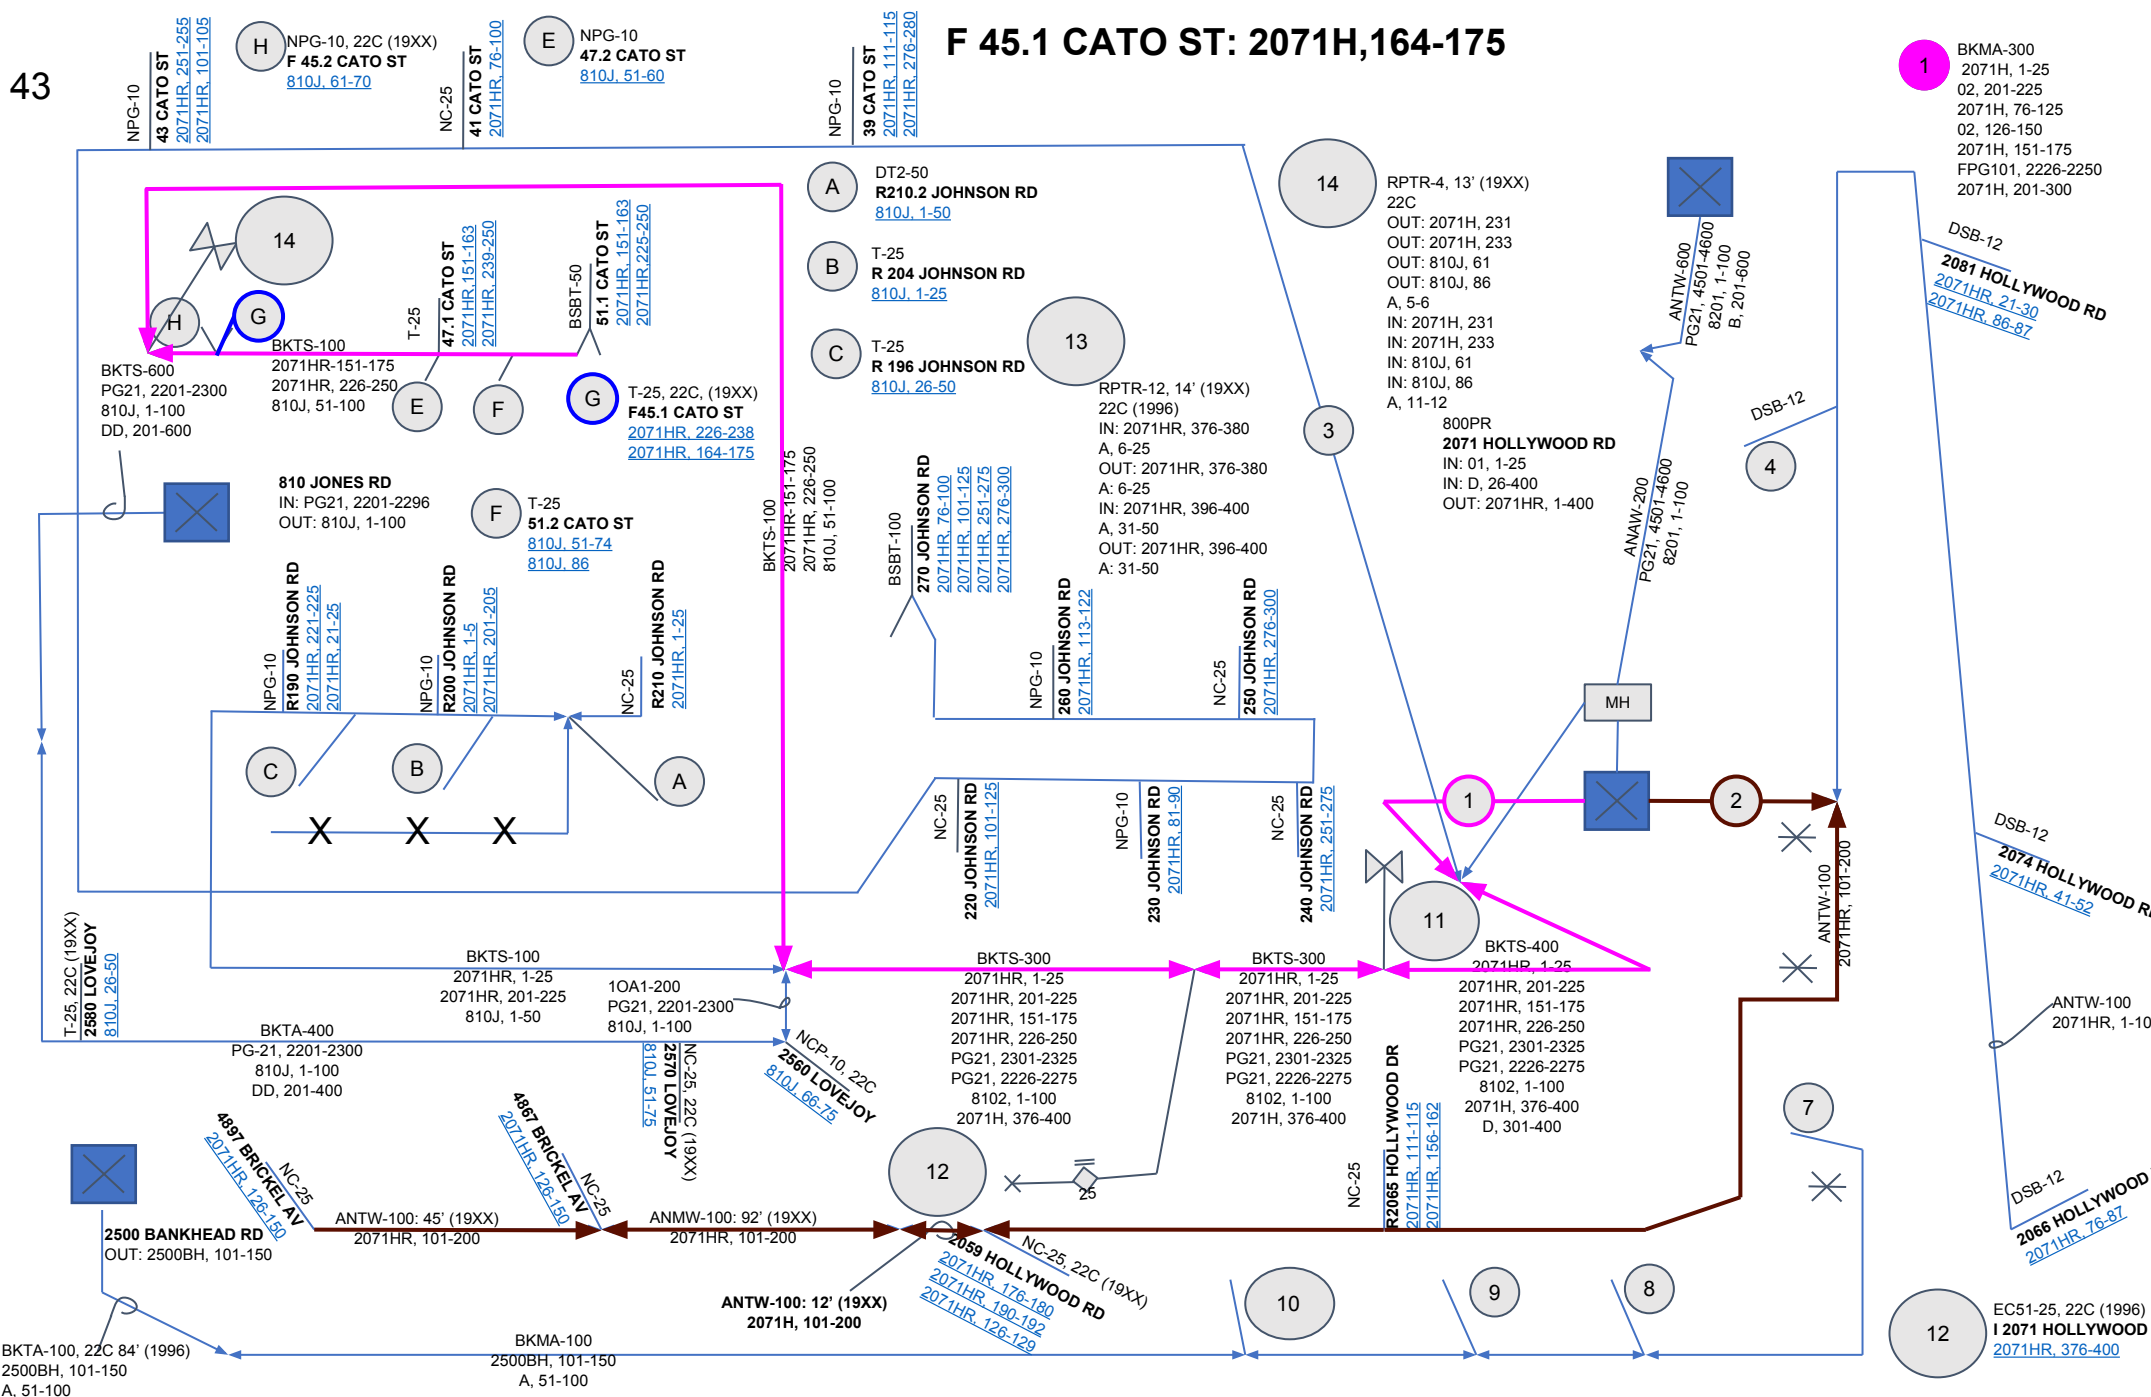 F 45.1 CATO ST: 2071H,164-175
43
NPG-10
43 CATO ST
2071HR, 251-255
2071HR, 101-105
H
NPG-10, 22C (19XX)
F 45.2 CATO ST
810J, 61-70
NC-25
41 CATO ST
2071HR, 76-100
E
NPG-10
47.2 CATO ST
810J, 51-60
NPG-10
39 CATO ST
2071HR, 111-115
2071HR, 276-280
1
BKMA-300
2071H, 1-25
02, 201-225
2071H, 76-125
02, 126-150
2071H, 151-175
FPG101, 2226-2250
2071H, 201-300
A
DT2-50
R210.2 JOHNSON RD
810J, 1-50
B
T-25
R 204 JOHNSON RD
810J, 1-25
C
T-25
R 196 JOHNSON RD
810J, 26-50
14
RPTR-4, 13’ (19XX)
22C
OUT: 2071H, 231
OUT: 2071H, 233
OUT: 810J, 61
OUT: 810J, 86
A, 5-6
IN: 2071H, 231
IN: 2071H, 233
IN: 810J, 61
IN: 810J, 86
A, 11-12
800PR
2071 HOLLYWOOD RD
IN: 01, 1-25
IN: D, 26-400
OUT: 2071HR, 1-400
ANTW-600
PG21, 4501-4600
8201, 1-100
B, 201-600
DSB-12
2081 HOLLYWOOD RD
2071HR, 21-30
2071HR, 86-87
14
H
G
T-25
47.1 CATO ST
2071HR,151-163
2071HR, 239-250
BSBT-50
51.1 CATO ST
2071HR, 151-163
2071HR,225-250
BKTS-600
PG21, 2201-2300
810J, 1-100
DD, 201-600
BKTS-100
2071HR-151-175
2071HR, 226-250
810J, 51-100
E
F
G
T-25, 22C, (19XX)
F45.1 CATO ST
2071HR, 226-238
2071HR, 164-175
13
RPTR-12, 14’ (19XX)
22C (1996)
IN: 2071HR, 376-380
A, 6-25
OUT: 2071HR, 376-380
A: 6-25
IN: 2071HR, 396-400
A, 31-50
OUT: 2071HR, 396-400
A: 31-50
3
DSB-12
4
810 JONES RD
IN: PG21, 2201-2296
OUT: 810J, 1-100
F
T-25
51.2 CATO ST
810J, 51-74
810J, 86
BKTS-100
2071HR-151-175
2071HR, 226-250
810J, 51-100
BSBT-100
270 JOHNSON RD
2071HR, 76-100
2071HR, 101-125
2071HR, 251-275
2071HR, 276-300
ANAW-200
PG21, 4501-4600
8201, 1-100
NPG-10
R190 JOHNSON RD
2071HR, 221-225
2071HR, 21-25
NPG-10
R200 JOHNSON RD
2071HR, 1-5
2071HR, 201-205
NC-25
R210 JOHNSON RD
2071HR, 1-25
NPG-10
260 JOHNSON RD
2071HR, 113-122
NC-25
250 JOHNSON RD
2071HR, 276-300
MH
C
B
A
X
X
X
NC-25
220 JOHNSON RD
2071HR, 101-125
NPG-10
230 JOHNSON RD
2071HR, 81-90
NC-25
240 JOHNSON RD
2071HR, 251-275
1
2
DSB-12
2074 HOLLYWOOD
2071HR, 41-52
ANTW-100
2071HR, 101-200
11
T-25, 22C (19XX)
2580 LOVEJOY
810J, 26-50
BKTS-100
2071HR, 1-25
2071HR, 201-225
810J, 1-50
1OA1-200
PG21, 2201-2300
810J, 1-100
BKTS-300
2071HR, 1-25
2071HR, 201-225
2071HR, 151-175
2071HR, 226-250
PG21, 2301-2325
PG21, 2226-2275
8102, 1-100
2071H, 376-400
BKTS-300
2071HR, 1-25
2071HR, 201-225
2071HR, 151-175
2071HR, 226-250
PG21, 2301-2325
PG21, 2226-2275
8102, 1-100
2071H, 376-400
BKTS-400
2071HR, 1-25
2071HR, 201-225
2071HR, 151-175
2071HR, 226-250
PG21, 2301-2325
PG21, 2226-2275
8102, 1-100
2071H, 376-400
D, 301-400
ANTW-100
2071HR, 1-10
BKTA-400
PG-21, 2201-2300
810J, 1-100
DD, 201-400
NC-25, 22C (19XX)
2570 LOVEJOY
810J, 51-75
NCP-10, 22C
2560 LOVEJOY
810J, 66-75
7
NC-25
4897 BRICKEL AV
2071HR, 126-150
NC-25
4867 BRICKEL AV
2071HR, 126-150
12
25
NC-25
R2065 HOLLYWOOD DR
2071HR, 111-115
2071HR, 156-162
DSB-12
2066 HOLLYWOOD
2071HR, 76-87
2500 BANKHEAD RD
OUT: 2500BH, 101-150
ANTW-100: 45’ (19XX)
2071HR, 101-200
ANMW-100: 92’ (19XX)
2071HR, 101-200
NC-25, 22C (19XX)
2059 HOLLYWOOD RD
2071HR, 176-180
2071HR, 190-192
2071HR, 126-129
ANTW-100: 12’ (19XX)
2071H, 101-200
10
9
8
12
EC51-25, 22C (1996)
I 2071 HOLLYWOOD
2071HR, 376-400
BKTA-100, 22C 84’ (1996)
2500BH, 101-150
A, 51-100
BKMA-100
2500BH, 101-150
A, 51-100